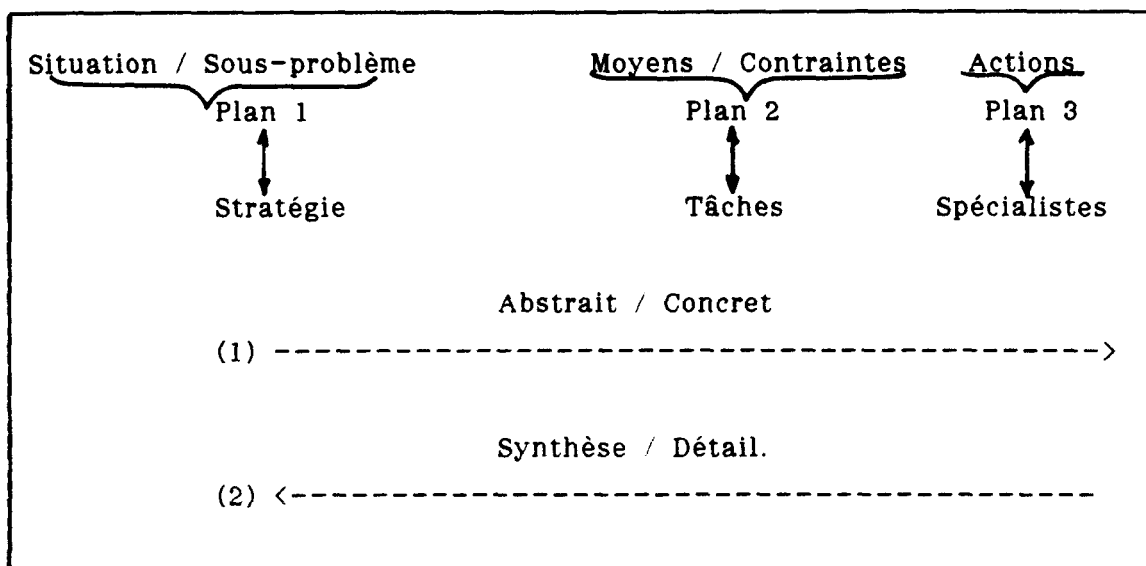 Situation / Sous-problème Moyens / Contraintes Actions
Plan 1 Plan 2 Plan 3
Stratégie Tâches Spécialistes
Abstrait / Concret
(1) ---------------------------------------------------->
Synthèse / Détail.
(2) <----------------------------------------------------